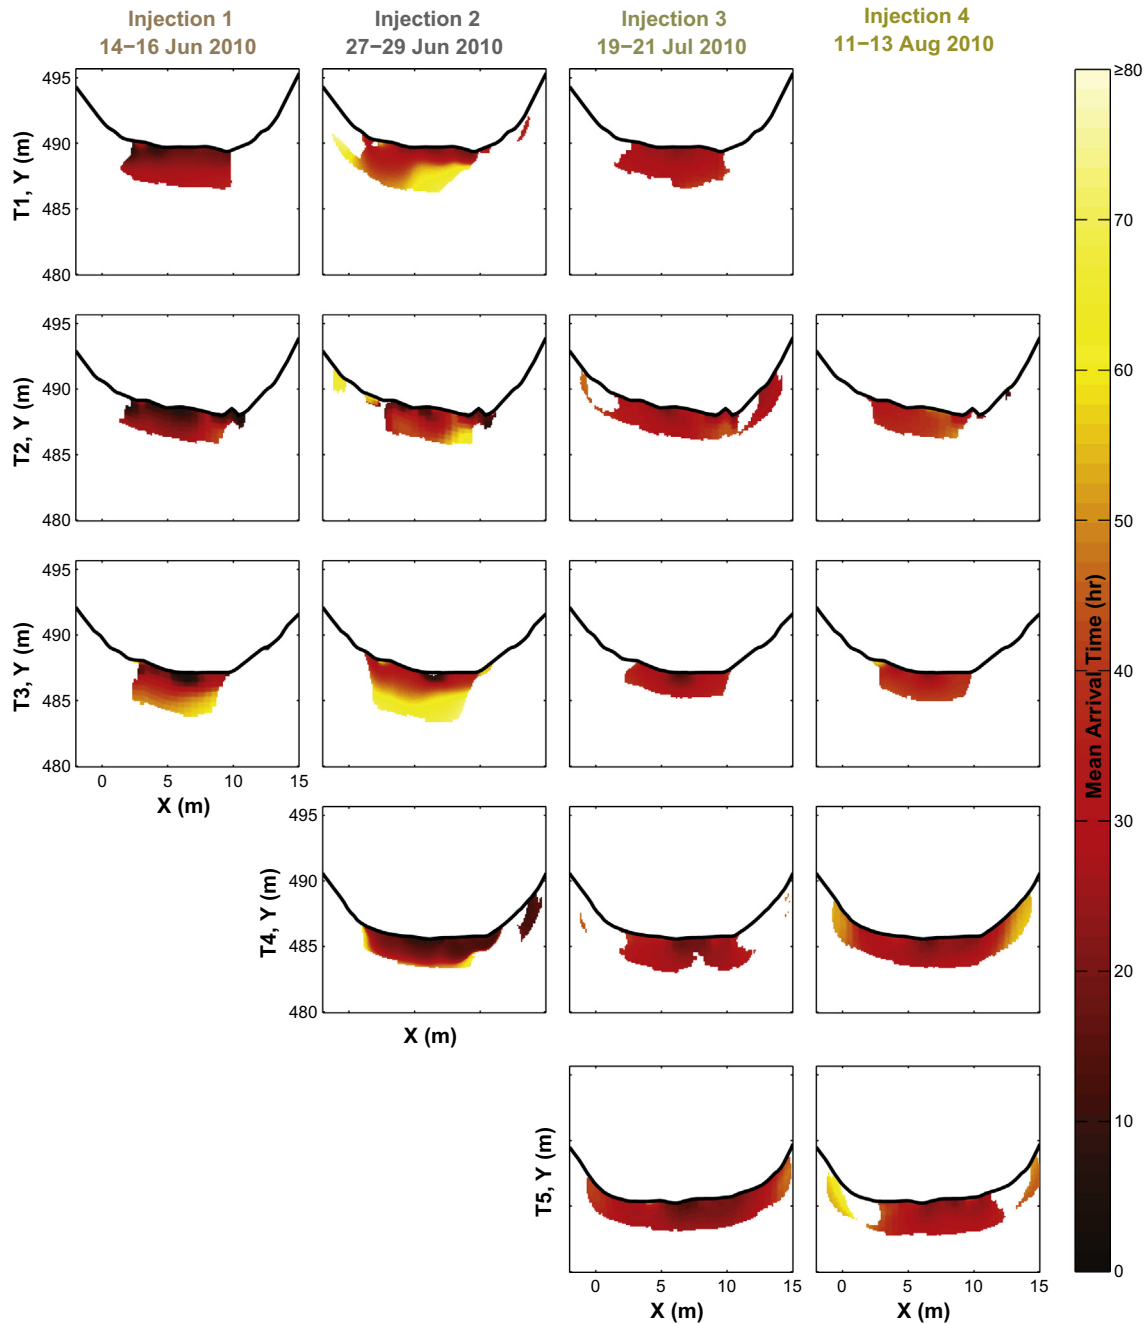 Injection 1
14−16 Jun 2010
Injection 2
27−29 Jun 2010
Injection 3
19−21 Jul 2010
Injection 4
11−13 Aug 2010
T1, Y (m)
495
490
485
480
T2, Y (m)
495
490
485
480
T3, Y (m)
495
490
485
480
0 5 10 15
X (m)
T4, Y (m)
495
490
485
480
X (m)
T5, Y (m)
0 5 10 15
X (m)
0 5 10 15
X (m)
≥80
70
60
50
40
30
20
10
0
Mean Arrival Time (hr)